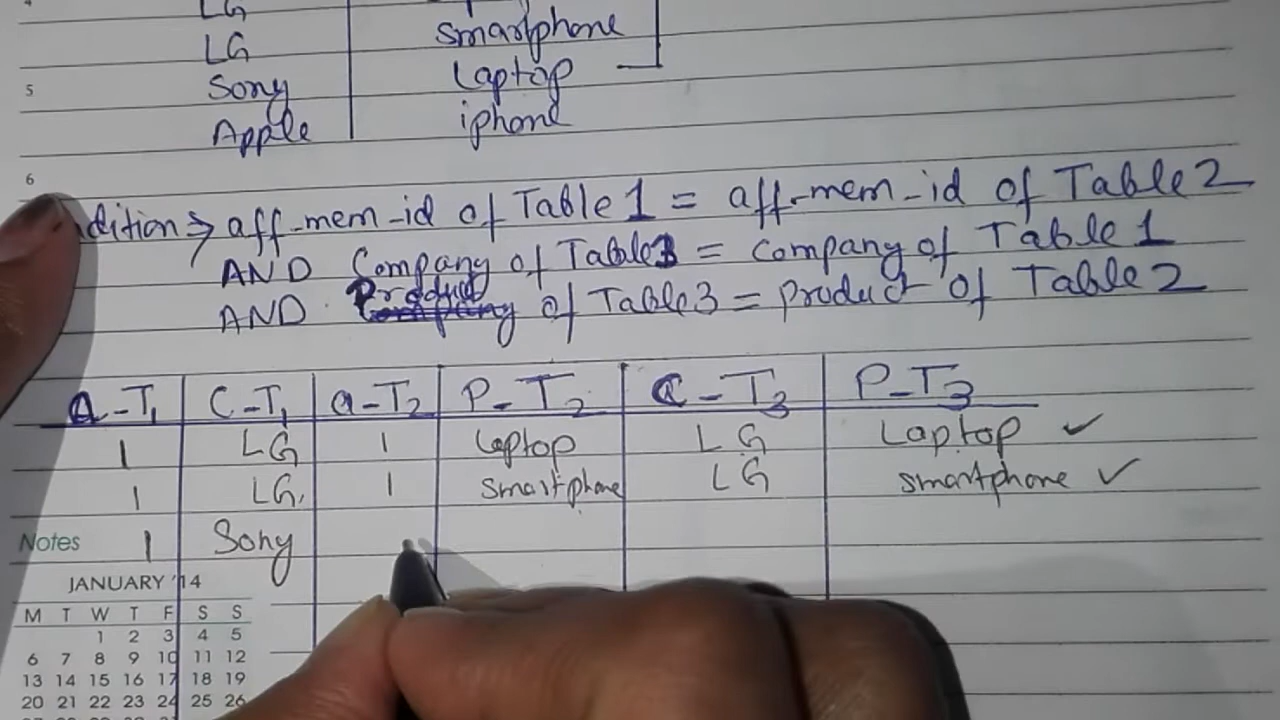 4 LG
LG smartphone
5 Sony Laptop
Apple iphone
6
dition ⇒ aff-mem-id of Table 1 = aff-mem-id of Table 2
AND Company of Table3 = Company of Table 1
AND Product of Table3 = Product of Table 2
a-T1 C-T1 a-T2 P-T2 C-T3 P-T3
1 LG 1 Laptop LG Laptop ✓
1 LG, 1 Smartphone LG smartphone ✓
Notes 1 Sony
JANUARY '14
M T W T F S S
1 2 3 4 5
6 7 8 9 10 11 12
13 14 15 16 17 18 19
20 21 22 23 24 25 26